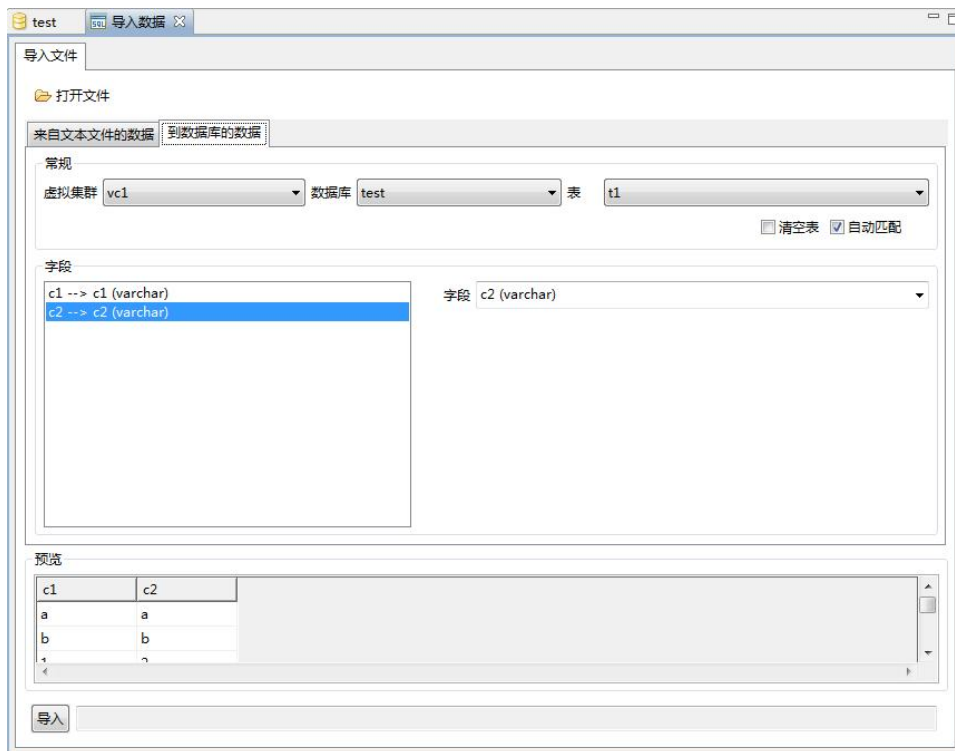 test SQL 导入数据
导入文件
打开文件
来自文本文件的数据 到数据库的数据
常规
虚拟集群 vc1 数据库 test 表 t1
清空表 自动匹配
字段
c1 --> c1 (varchar) 字段 c2 (varchar)
c2 --> c2 (varchar)
预览
c1 c2
a a
b b
1 2
导入